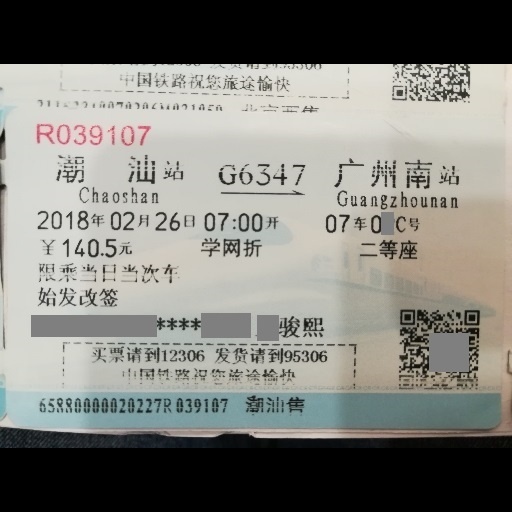 中国铁路祝您旅途愉快
R039107
潮 汕站 G6347 广州南站
Chaoshan Guangzhounan
2018年02月26日07:00开 07车0 C号
￥140.5元 学网折 二等座
限乘当日当次车
始发改签
**** 骏熙
买票请到12306 发货请到95306
中国铁路祝您旅途愉快
65880000020227R039107 潮汕售